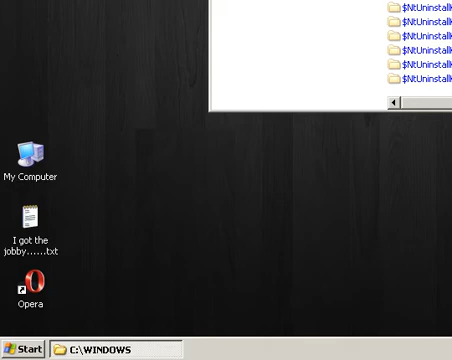 $NtUninstallK
$NtUninstallK
$NtUninstallK
$NtUninstallK
$NtUninstallK
$NtUninstallK
My Computer
I got the
jobby......txt
Opera
Start
C:\WINDOWS